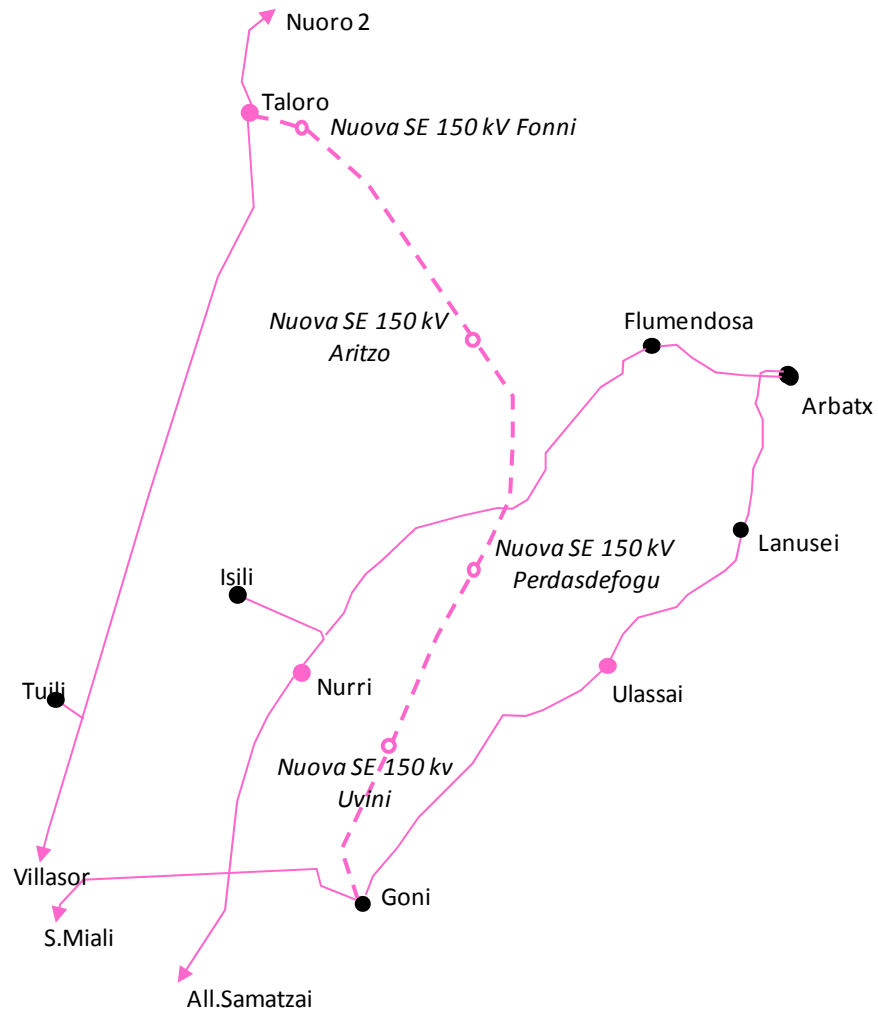 Nuoro 2
Taloro
Nuova SE 150 kV Fonni
Nuova SE 150 kV
Aritzo
Flumendosa
Arbatx
Lanusei
Nuova SE 150 kV
Perdasdefogu
Isili
Nurri
Ulassai
Tuili
Nuova SE 150 kv
Uvini
Villasor
Goni
S.Miali
All.Samatzai